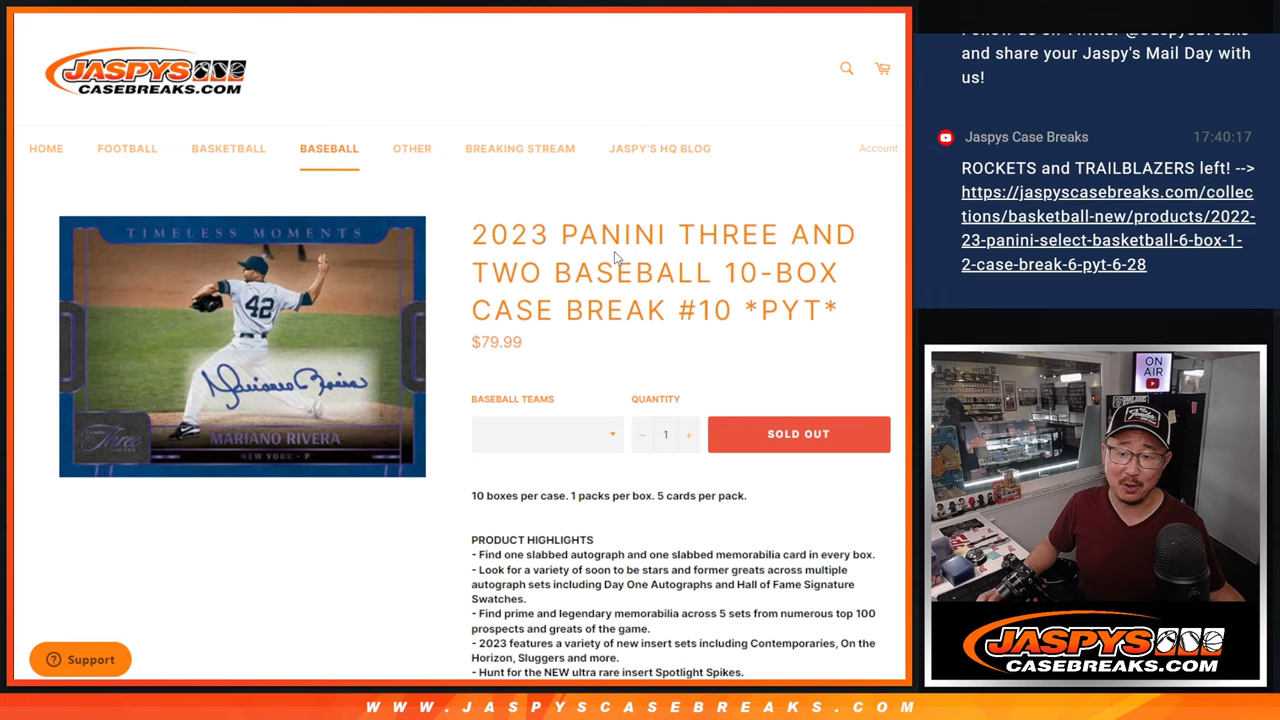 JASPYS
CASEBREAKS.COM
HOME FOOTBALL BASKETBALL BASEBALL OTHER BREAKING STREAM JASPY'S HQ BLOG Account
TIMELESS MOMENTS
42
Three
MARIANO RIVERA
NEW YORK • P
2023 PANINI THREE AND
TWO BASEBALL 10-BOX
CASE BREAK #10 *PYT*
$79.99
BASEBALL TEAMS QUANTITY
− 1 + SOLD OUT
10 boxes per case. 1 packs per box. 5 cards per pack.
PRODUCT HIGHLIGHTS
- Find one slabbed autograph and one slabbed memorabilia card in every box.
- Look for a variety of soon to be stars and former greats across multiple
autograph sets including Day One Autographs and Hall of Fame Signature
Swatches.
- Find prime and legendary memorabilia across 5 sets from numerous top 100
prospects and greats of the game.
- 2023 features a variety of new insert sets including Contemporaries, On the
Horizon, Sluggers and more.
- Hunt for the NEW ultra rare insert Spotlight Spikes.
Support
Follow us on Twitter @JaspysBreaks
and share your Jaspy's Mail Day with
us!
Jaspys Case Breaks 17:40:17
ROCKETS and TRAILBLAZERS left! -->
https://jaspyscasebreaks.com/collec
tions/basketball-new/products/2022-
23-panini-select-basketball-6-box-1-
2-case-break-6-pyt-6-28
ON
AIR
JASPYS
CASEBREAKS.COM
WWW.JASPYSCASEBREAKS.COM